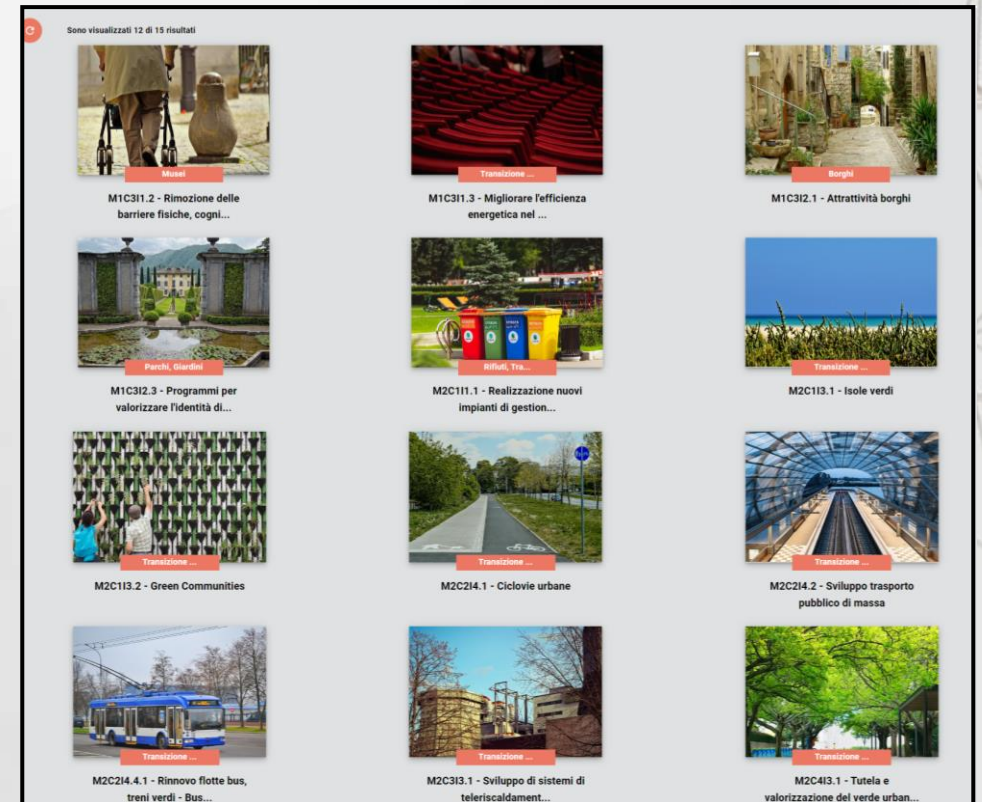 Sono visualizzati 12 di 15 risultati
Musei
M1C3I1.2 - Rimozione delle
barriere fisiche, cogni...
Transizione ...
M1C3I1.3 - Migliorare l'efficienza
energetica nel ...
Borghi
M1C3I2.1 - Attrattività borghi
Parchi, Giardini
M1C3I2.3 - Programmi per
valorizzare l'identità di...
Rifiuti, Tra...
M2C1I1.1 - Realizzazione nuovi
impianti di gestion...
Transizione ...
M2C1I3.1 - Isole verdi
Transizione ...
M2C1I3.2 - Green Communities
Transizione ...
M2C2I4.1 - Ciclovie urbane
Transizione ...
M2C2I4.2 - Sviluppo trasporto
pubblico di massa
Transizione ...
M2C2I4.4.1 - Rinnovo flotte bus,
treni verdi - Bus...
Transizione ...
M2C3I3.1 - Sviluppo di sistemi di
teleriscaldament...
Transizione ...
M2C4I3.1 - Tutela e
valorizzazione del verde urban...